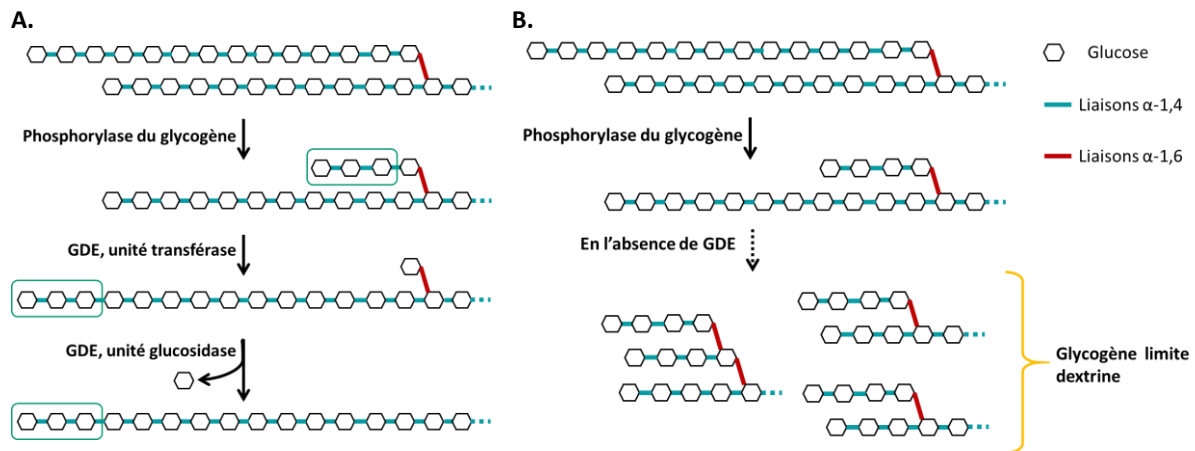 A.
Phosphorylase du glycogène
GDE, unité transférase
GDE, unité glucosidase
B.
Phosphorylase du glycogène
En l'absence de GDE
Glycogène limite
dextrine
Glucose
Liaisons α-1,4
Liaisons α-1,6